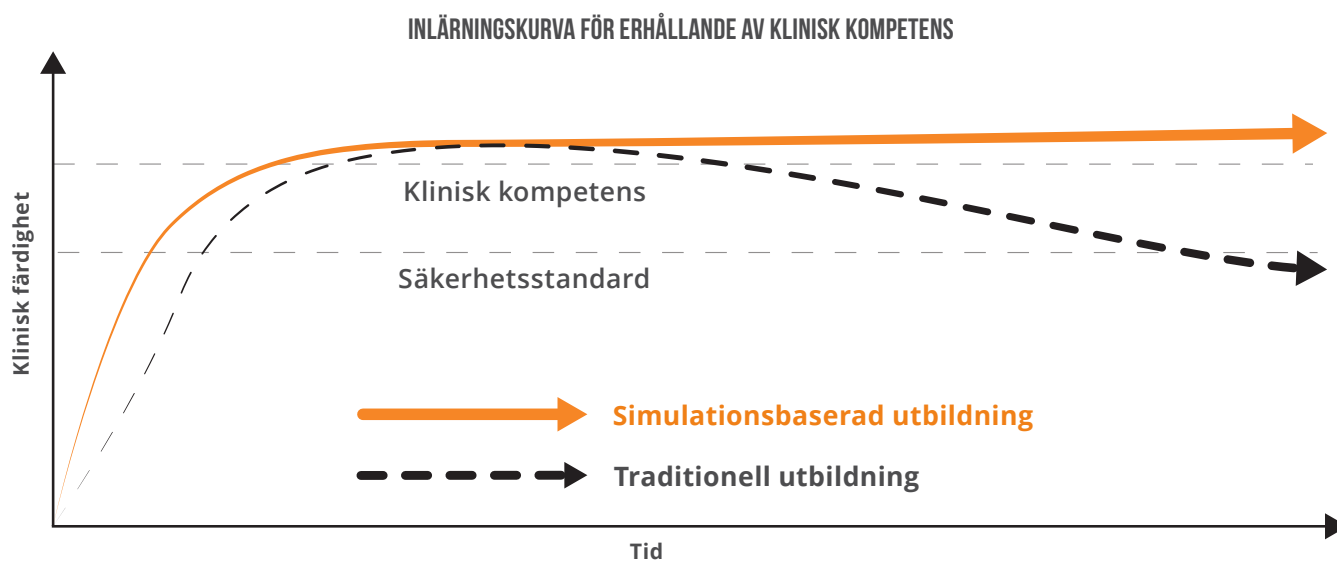 INLÄRNINGSKURVA FÖR ERHÅLLANDE AV KLINISK KOMPETENS
Klinisk färdighet
Klinisk kompetens
Säkerhetsstandard
Simulationsbaserad utbildning
Traditionell utbildning
Tid